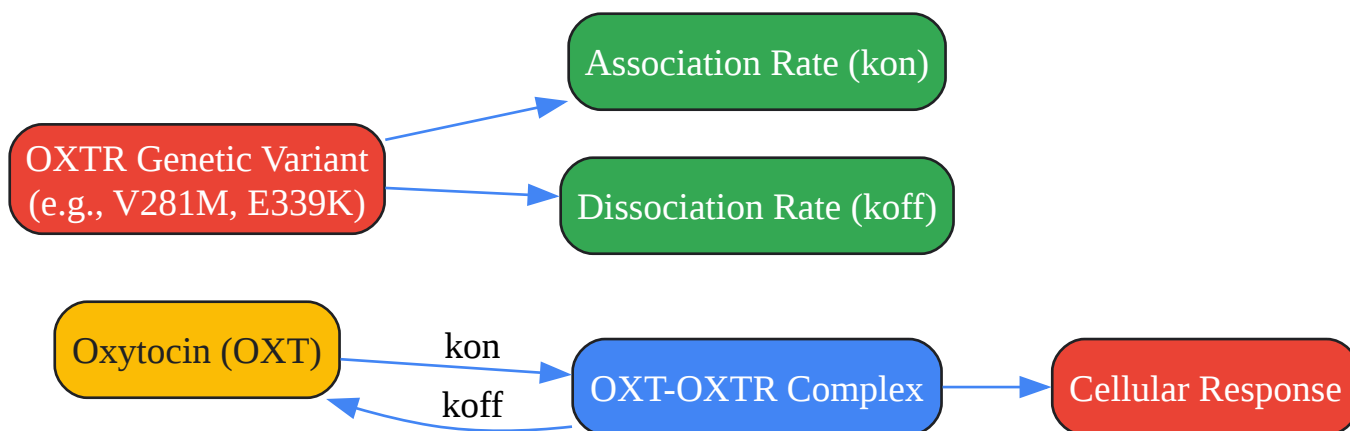 Association Rate (kon)
OXTR Genetic Variant
(e.g., V281M, E339K)
Dissociation Rate (koff)
Oxytocin (OXT)
kon
koff
OXT-OXTR Complex
Cellular Response